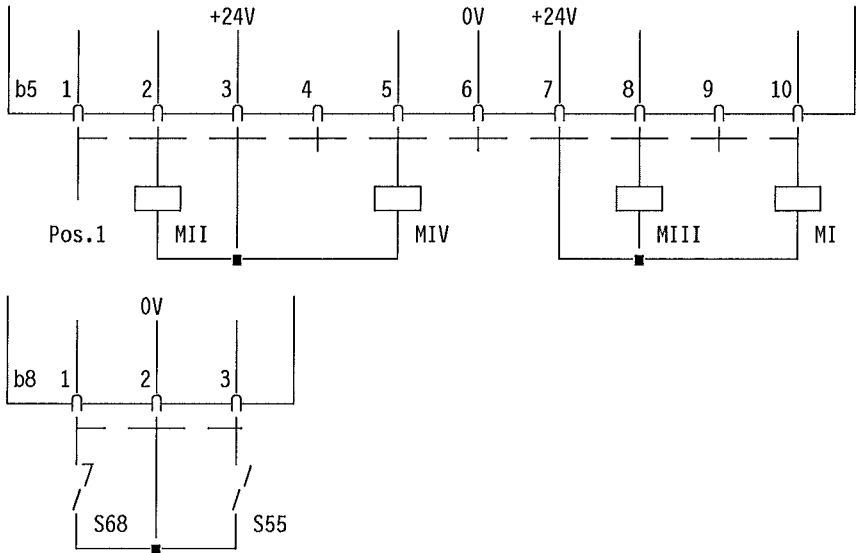 +24V 0V +24V
b5 1 2 3 4 5 6 7 8 9 10
Pos.1 MII MIV MIII MI
0V
b8 1 2 3
S68 S55